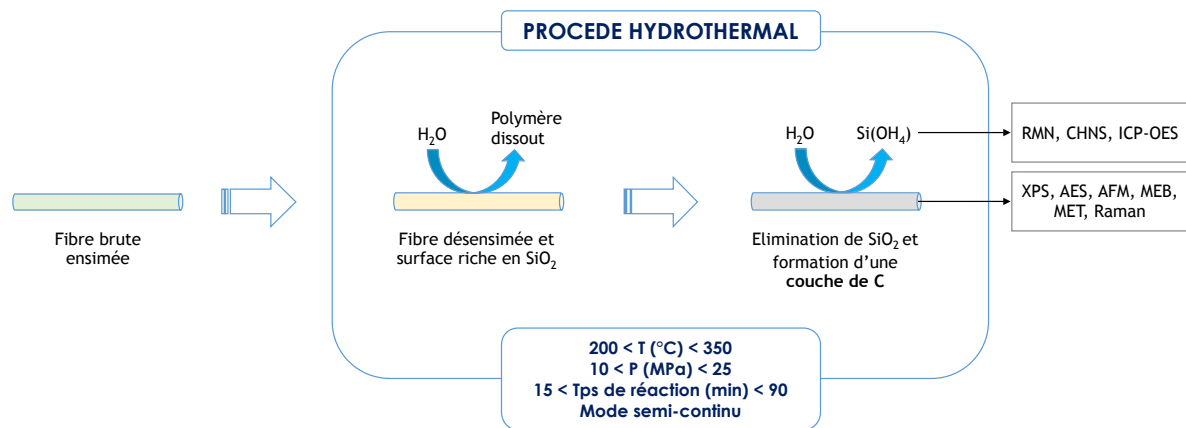 PROCEDE HYDROTHERMAL
H₂O
Polymère
dissout
H₂O
Si(OH₄)
RMN, CHNS, ICP-OES
XPS, AES, AFM, MEB,
MET, Raman
Fibre brute
ensimée
Fibre désensimée et
surface riche en SiO₂
Elimination de SiO₂ et
formation d’une
couche de C
200 < T (°C) < 350
10 < P (MPa) < 25
15 < Tps de réaction (min) < 90
Mode semi-continu